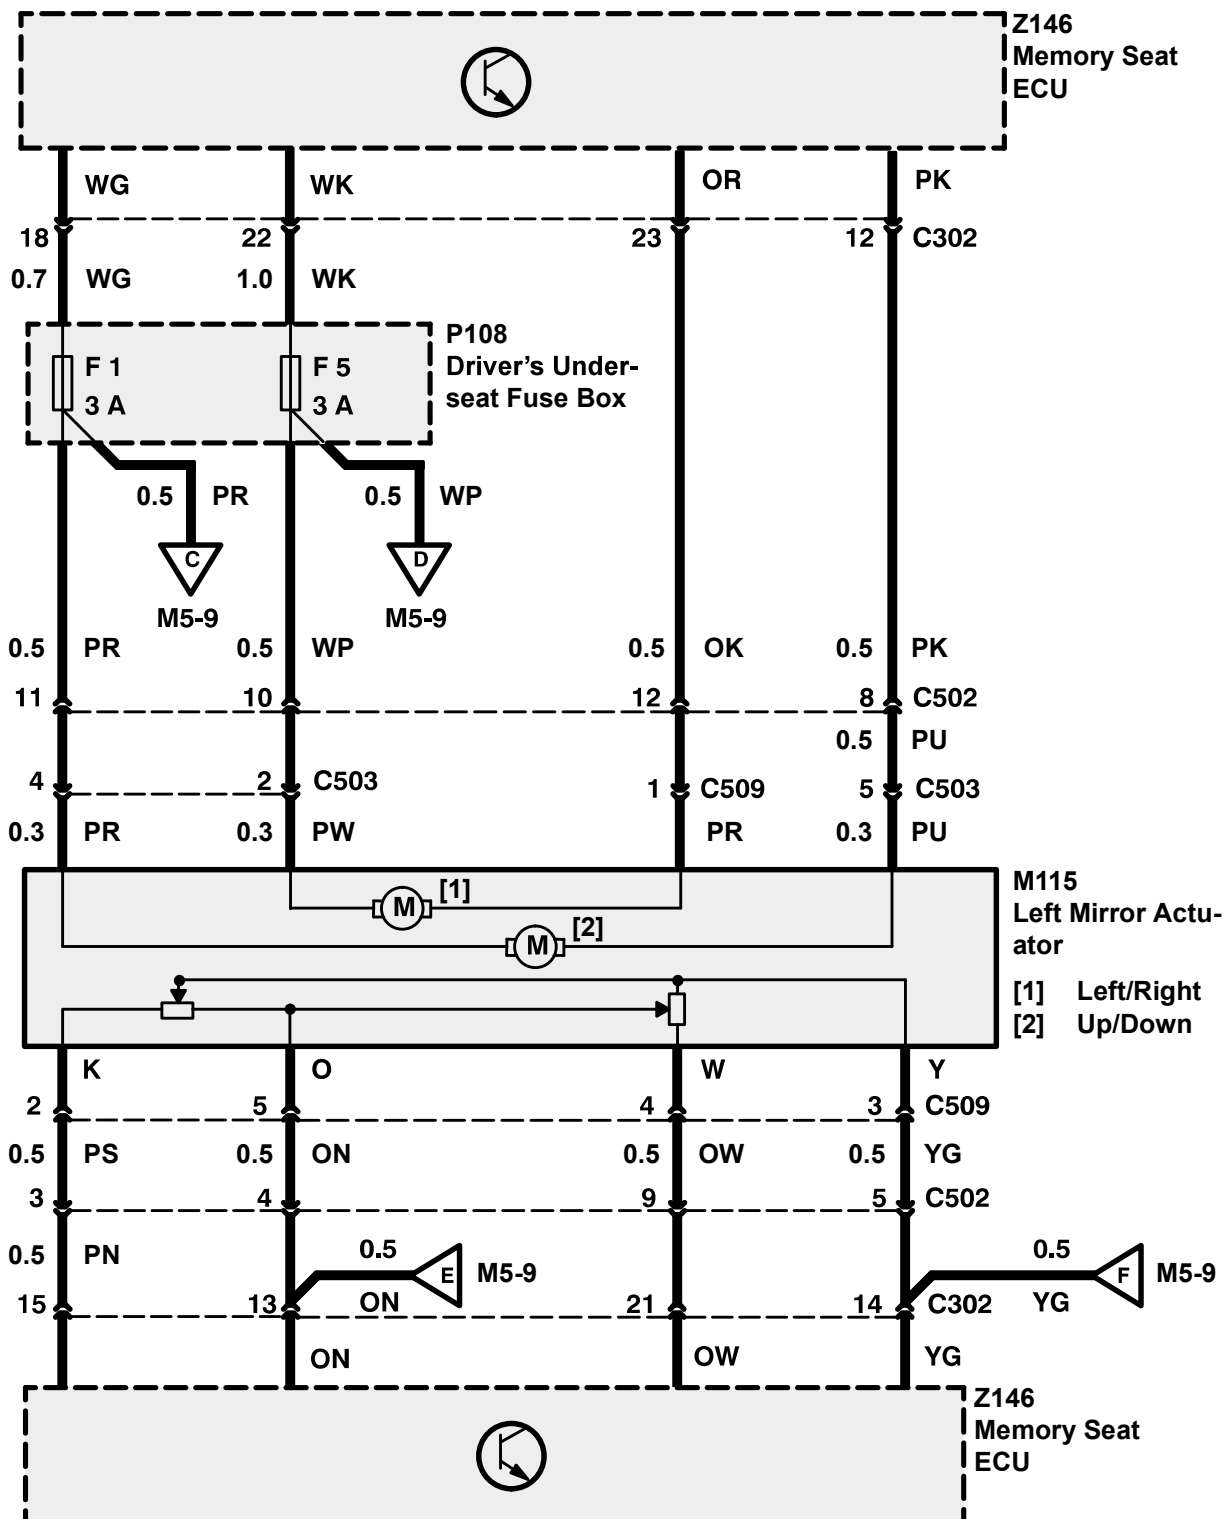 Z146
Memory Seat
ECU
WG WK OR PK
18 22 23 12 C302
0.7 WG 1.0 WK
P108
Driver’s Under-
seat Fuse Box
F 1 F 5
3 A 3 A
0.5 PR 0.5 WP
C D
M5-9 M5-9
0.5 PR 0.5 WP 0.5 OK 0.5 PK
11 10 12 8 C502
0.5 PU
4 2 C503 1 C509 5 C503
0.3 PR 0.3 PW PR 0.3 PU
M [1]
M [2]
M115
Left Mirror Actu-
ator
[1] Left/Right
[2] Up/Down
K O W Y
2 5 4 3 C509
0.5 PS 0.5 ON 0.5 OW 0.5 YG
3 4 9 5 C502
0.5 PN 0.5 E M5-9 0.5 F M5-9
15 13 ON 21 14 C302 YG
ON OW YG
Z146
Memory Seat
ECU